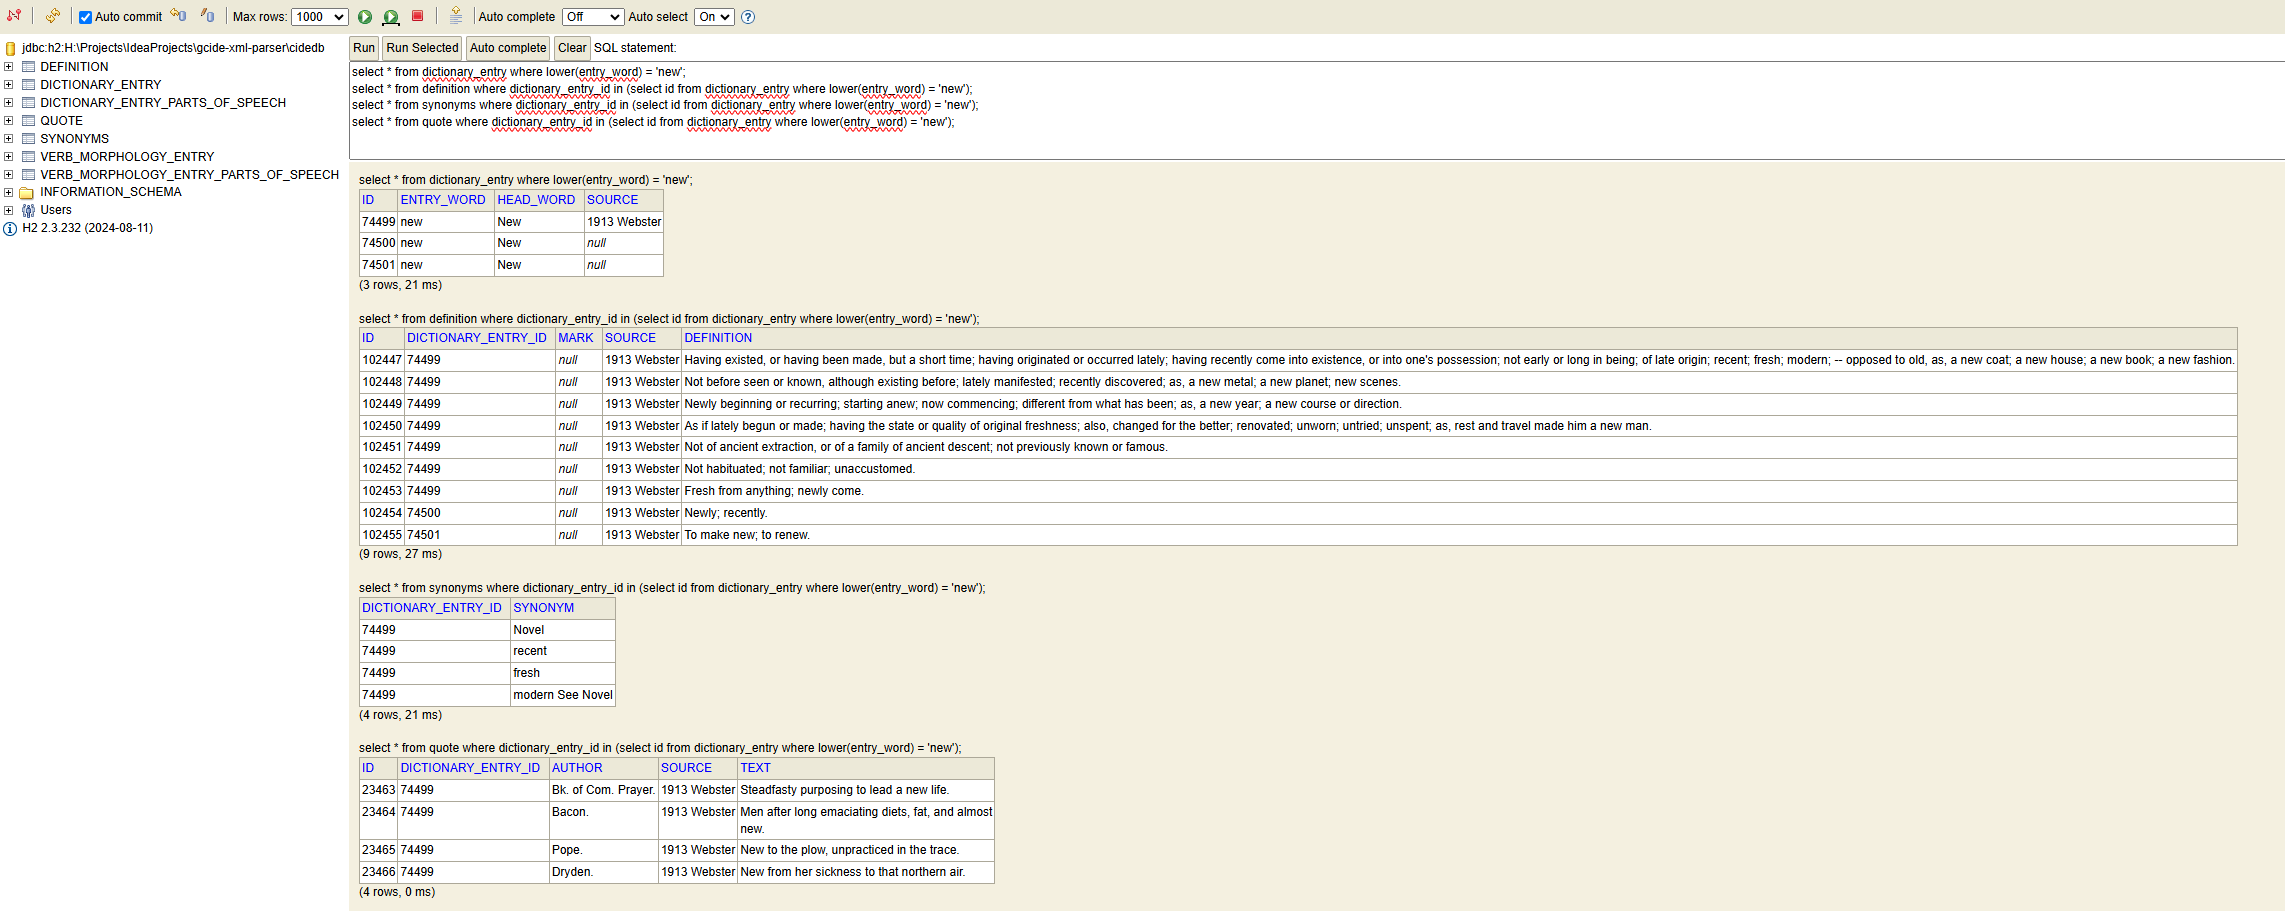 Auto commit Max rows: 1000 Auto complete Off Auto select On
jdbc:h2:H:\Projects\IdeaProjects\gcide-xml-parser/cidedb
DEFINITION
DICTIONARY_ENTRY
DICTIONARY_ENTRY_PARTS_OF_SPEECH
QUOTE
SYNONYMS
VERB_MORPHOLOGY_ENTRY
VERB_MORPHOLOGY_ENTRY_PARTS_OF_SPEECH
INFORMATION_SCHEMA
Users
H2 2.3.232 (2024-08-11)
Run Run Selected Auto complete Clear SQL statement:
select * from dictionary_entry where lower(entry_word) = 'new';
select * from definition where dictionary_entry_id in (select id from dictionary_entry where lower(entry_word) = 'new');
select * from synonyms where dictionary_entry_id in (select id from dictionary_entry where lower(entry_word) = 'new');
select * from quote where dictionary_entry_id in (select id from dictionary_entry where lower(entry_word) = 'new');
select * from dictionary_entry where lower(entry_word) = 'new';
ID ENTRY_WORD HEAD_WORD SOURCE
74499 new New 1913 Webster
74500 new New null
74501 new New null
(3 rows, 21 ms)
select * from definition where dictionary_entry_id in (select id from dictionary_entry where lower(entry_word) = 'new');
ID DICTIONARY_ENTRY_ID MARK SOURCE DEFINITION
102447 74499 null 1913 Webster Having existed, or having been made, but a short time; having originated or occurred lately; having recently come into existence, or into one's possession; not early or long in being; of late origin; recent; fresh; modern; -- opposed to old, as, a new coat; a new house; a new book; a new fashion.
102448 74499 null 1913 Webster Not before seen or known, although existing before; lately manifested; recently discovered; as, a new metal; a new planet; new scenes.
102449 74499 null 1913 Webster Newly beginning or recurring; starting anew; now commencing; different from what has been; as, a new year; a new course or direction.
102450 74499 null 1913 Webster As if lately begun or made; having the state or quality of original freshness; also, changed for the better; renovated; unworn; untried; unspent; as, rest and travel made him a new man.
102451 74499 null 1913 Webster Not of ancient extraction, or of a family of ancient descent; not previously known or famous.
102452 74499 null 1913 Webster Not habituated; not familiar; unaccustomed.
102453 74499 null 1913 Webster Fresh from anything; newly come.
102454 74500 null 1913 Webster Newly; recently.
102455 74501 null 1913 Webster To make new; to renew.
(9 rows, 27 ms)
select * from synonyms where dictionary_entry_id in (select id from dictionary_entry where lower(entry_word) = 'new');
DICTIONARY_ENTRY_ID SYNONYM
74499 Novel
74499 recent
74499 fresh
74499 modern See Novel
(4 rows, 21 ms)
select * from quote where dictionary_entry_id in (select id from dictionary_entry where lower(entry_word) = 'new');
ID DICTIONARY_ENTRY_ID AUTHOR SOURCE TEXT
23463 74499 Bk. of Com. Prayer. 1913 Webster Steadfasty purposing to lead a new life.
23464 74499 Bacon. 1913 Webster Men after long emaciating diets, fat, and almost
new.
23465 74499 Pope. 1913 Webster New to the plow, unpracticed in the trace.
23466 74499 Dryden. 1913 Webster New from her sickness to that northern air.
(4 rows, 0 ms)